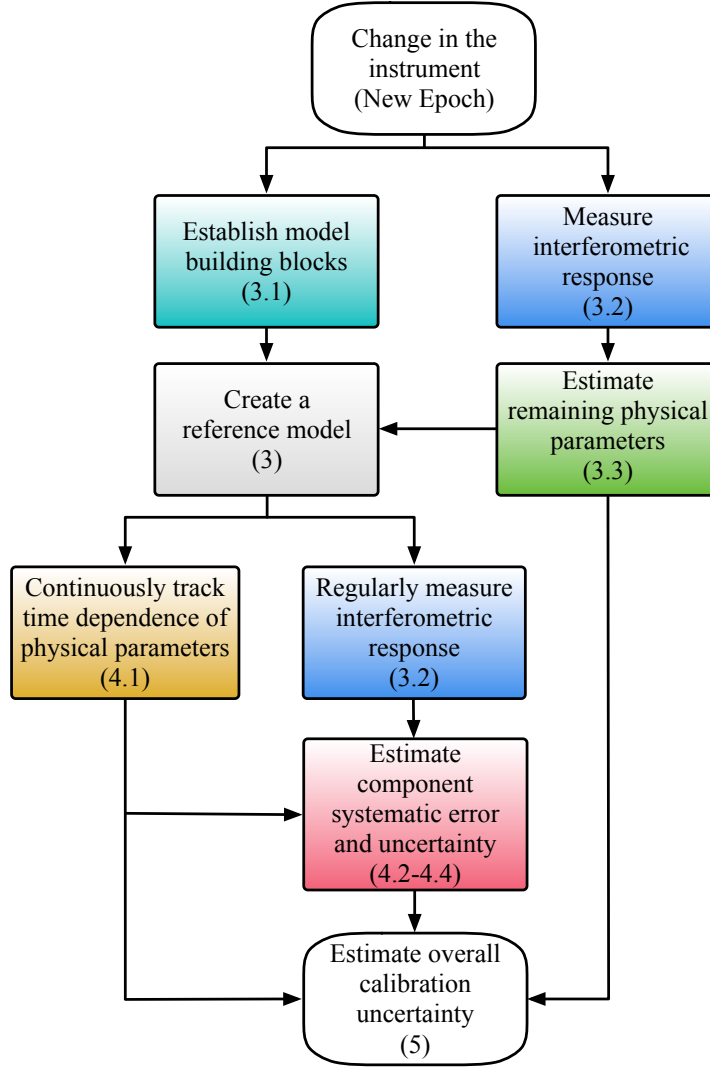 Change in the
instrument
(New Epoch)
Establish model
building blocks
(3.1)
Measure
interferometric
response
(3.2)
Create a
reference model
(3)
Estimate
remaining physical
parameters
(3.3)
Continuously track
time dependence of
physical parameters
(4.1)
Regularly measure
interferometric
response
(3.2)
Estimate
component
systematic error
and uncertainty
(4.2-4.4)
Estimate overall
calibration
uncertainty
(5)